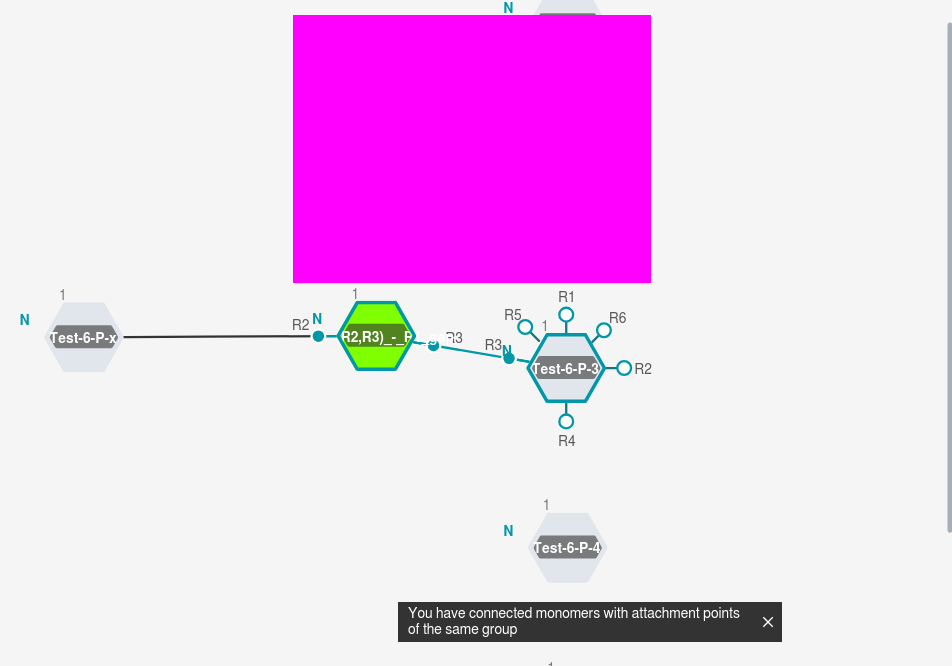 N
1
N
Test-6-P-x
R2
N
1
R2,R3)_-_P
R3
R3
N
R5
1
R1
R6
Test-6-P-3
R2
R4
1
N
Test-6-P-4
You have connected monomers with attachment points
of the same group
1